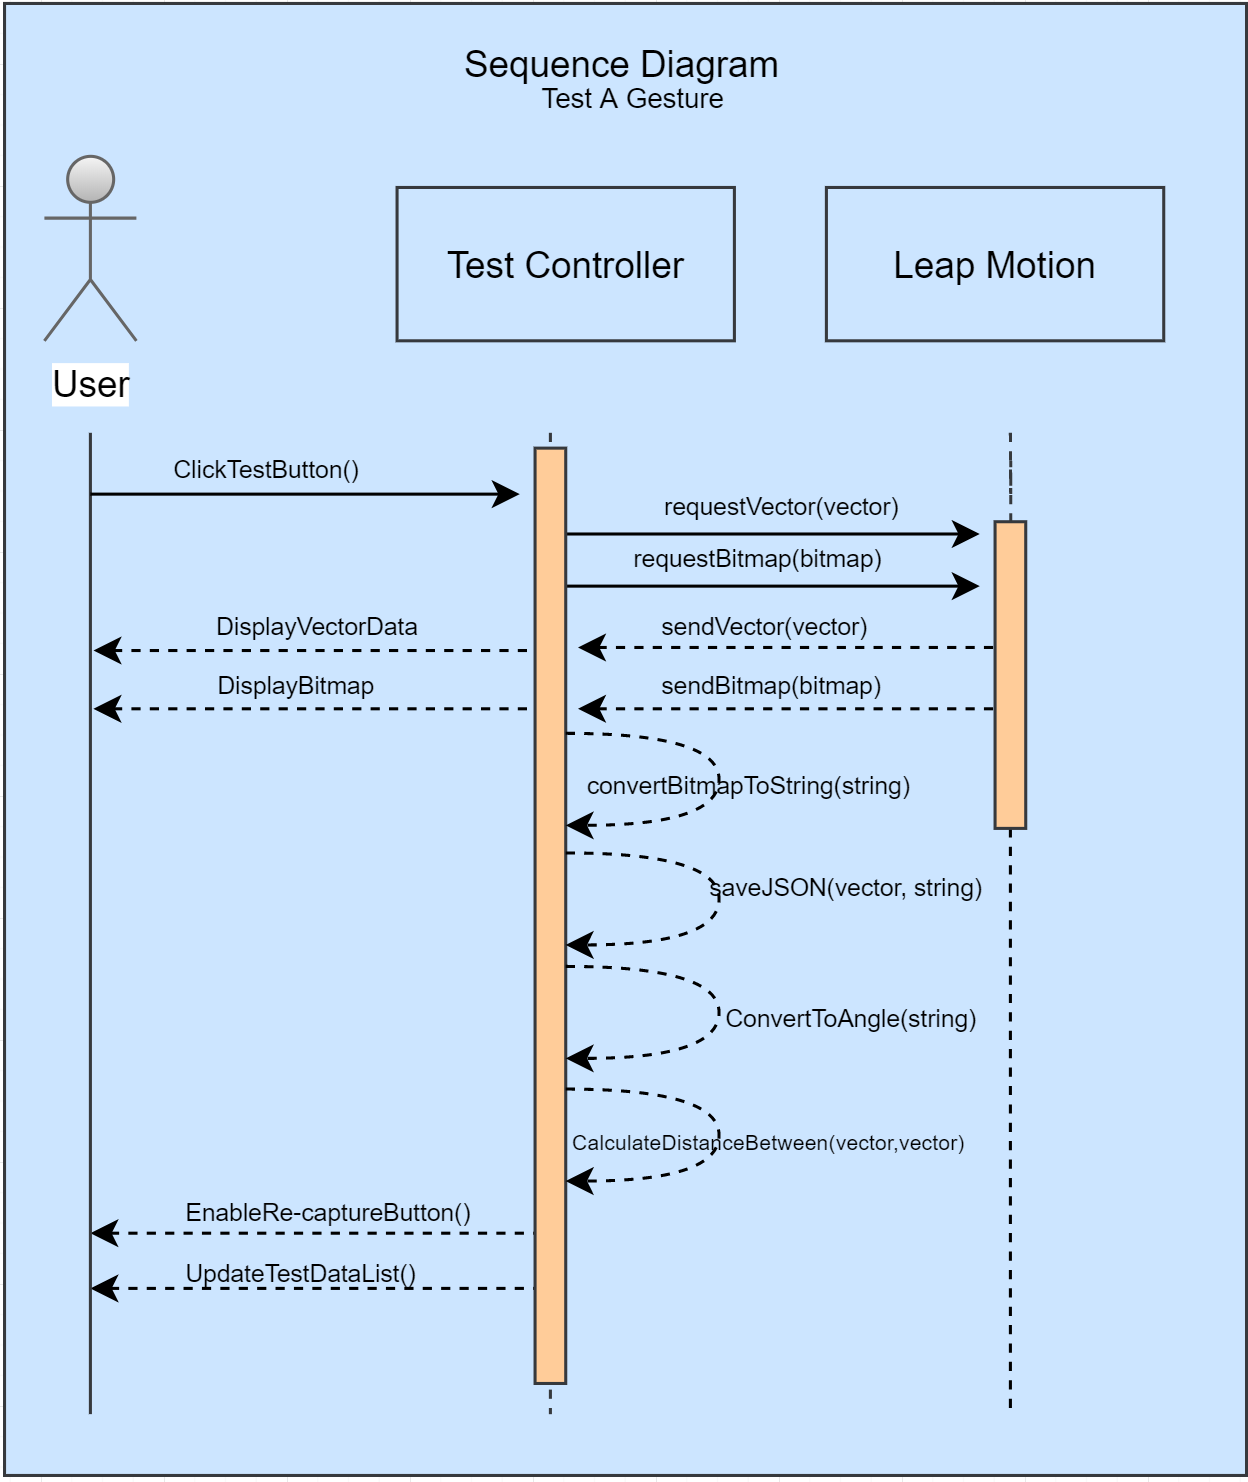 Sequence Diagram
Test A Gesture
Test Controller
Leap Motion
User
ClickTestButton()
requestVector(vector)
requestBitmap(bitmap)
DisplayVectorData
sendVector(vector)
DisplayBitmap
sendBitmap(bitmap)
convertBitmapToString(string)
saveJSON(vector, string)
ConvertToAngle(string)
CalculateDistanceBetween(vector,vector)
EnableRe-captureButton()
UpdateTestDataList()